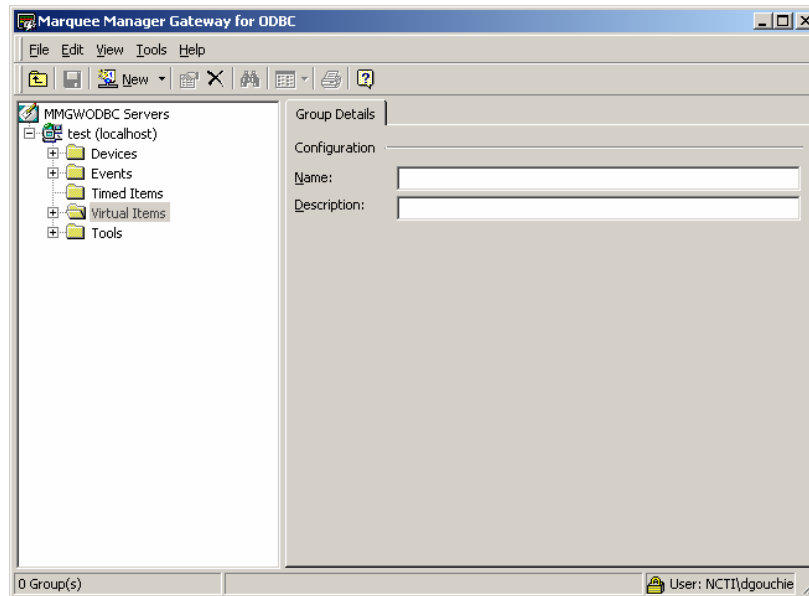 Marquee Manager Gateway for ODBC
File Edit View Tools Help
New
MMGWODBC Servers
test (localhost)
Devices
Events
Timed Items
Virtual Items
Tools
Group Details
Configuration
Name:
Description:
0 Group(s)
User: NCTI\dgouchie